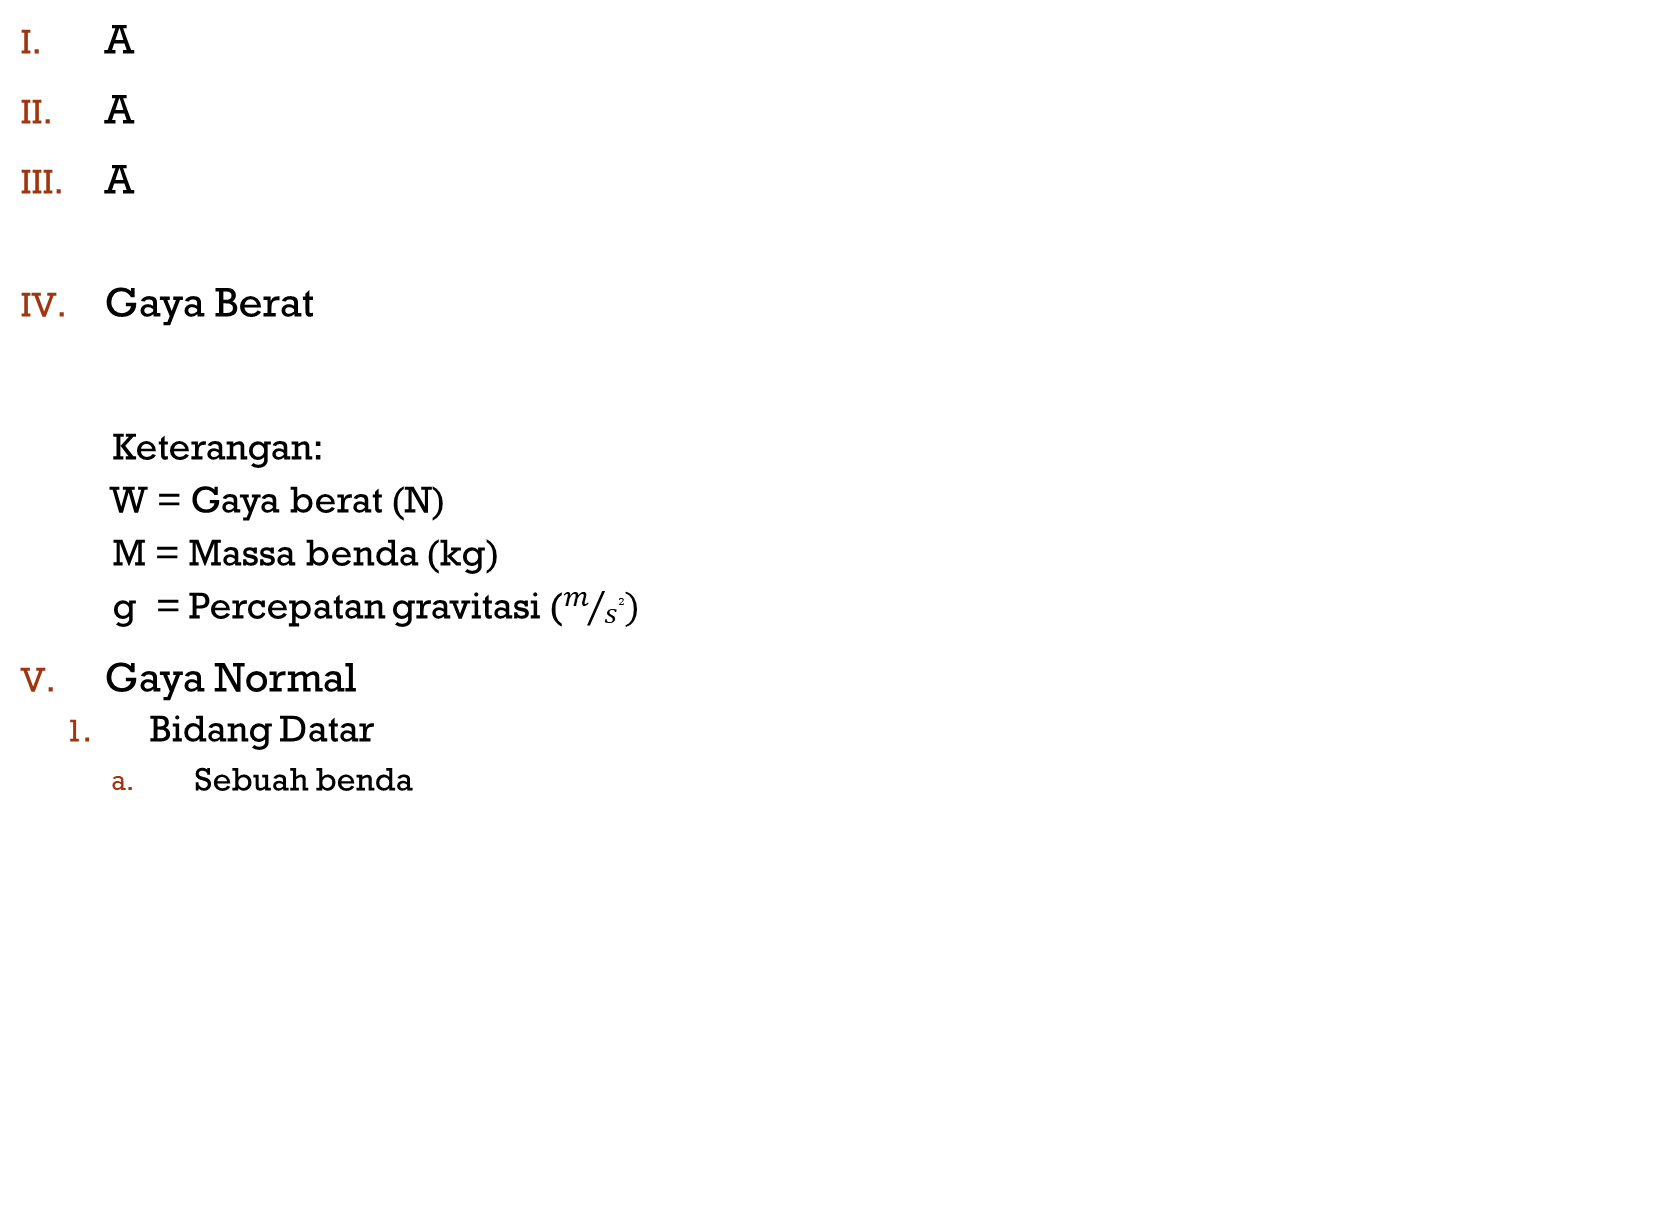 I. A
II. A
III. A
IV. Gaya Berat
Keterangan:
W = Gaya berat (N)
M = Massa benda (kg)
g = Percepatan gravitasi (m/s²)
V. Gaya Normal
1. Bidang Datar
a. Sebuah benda